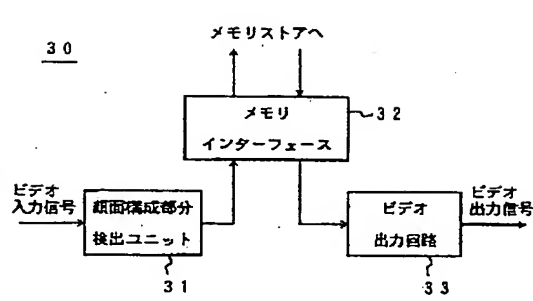 メモリストアへ
30
メモリ
インターフェース
32
ビデオ
入力信号
顔面構成部分
検出ユニット
31
ビデオ
出力回路
33
ビデオ
出力信号